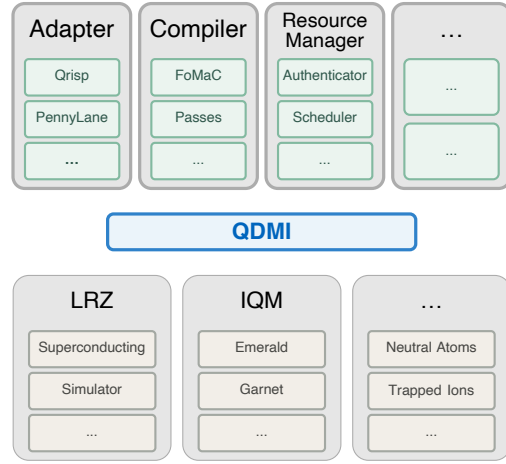 Adapter
Qrisp
PennyLane
...
Compiler
FoMaC
Passes
...
Resource
Manager
Authenticator
Scheduler
...
...
...
...
QDMI
LRZ
Superconducting
Simulator
...
IQM
Emerald
Garnet
...
...
Neutral Atoms
Trapped Ions
...